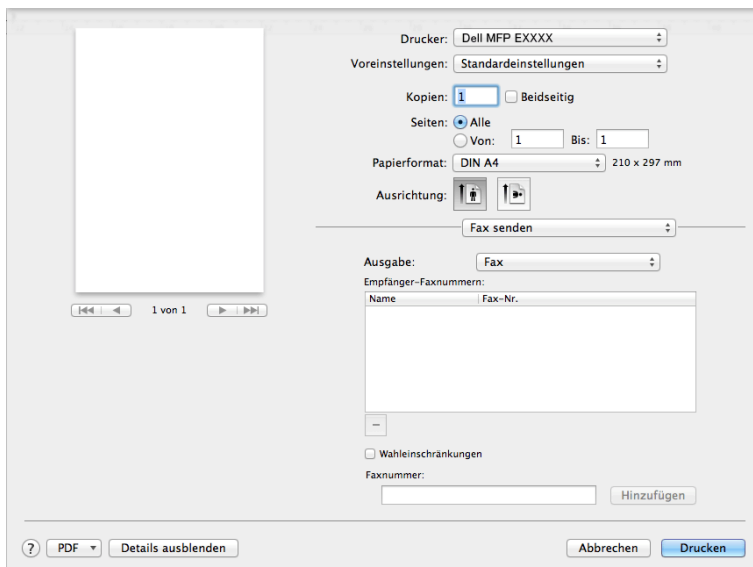 Drucker: Dell MFP EXXXX
Voreinstellungen: Standardeinstellungen
Kopien: 1 Beidseitig
Seiten: Alle
Von: 1 Bis: 1
Papierformat: DIN A4 210 x 297 mm
Ausrichtung:
Fax senden
Ausgabe: Fax
Empfänger-Faxnummern:
Name Fax-Nr.
1 von 1
–
Wahleinschränkungen
Faxnummer:
Hinzufügen
? PDF Details ausblenden Abbrechen Drucken